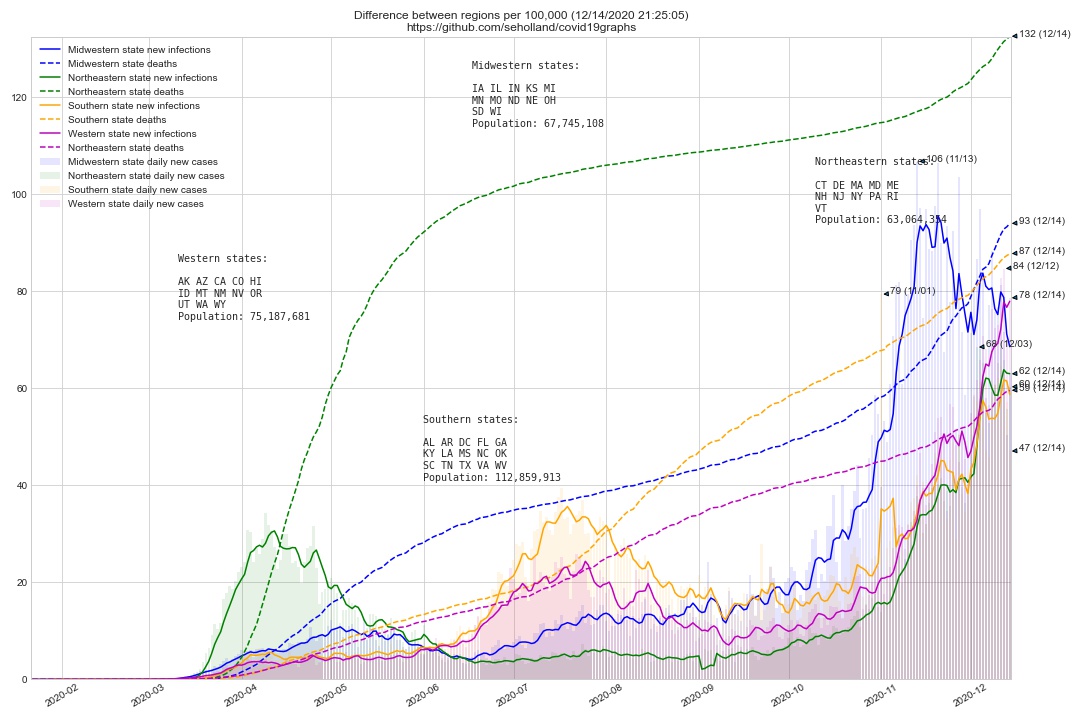 Difference between regions per 100,000 (12/14/2020 21:25:05)
https://github.com/seholland/covid19graphs
Midwestern state new infections
Midwestern state deaths
Northeastern state new infections
Northeastern state deaths
Southern state new infections
Southern state deaths
Western state new infections
Northeastern state deaths
Midwestern state daily new cases
Northeastern state daily new cases
Southern state daily new cases
Western state daily new cases
Midwestern states:
IA IL IN KS MI
MN MO ND NE OH
SD WI
Population: 67,745,108
Northeastern states:
CT DE MA MD ME
NH NJ NY PA RI
VT
Population: 63,064,354
Western states:
AK AZ CA CO HI
ID MT NM NV OR
UT WA WY
Population: 75,187,681
Southern states:
AL AR DC FL GA
KY LA MS NC OK
SC TN TX VA WV
Population: 112,859,913
132 (12/14)
106 (11/13)
93 (12/14)
87 (12/14)
84 (12/12)
79 (11/01)
78 (12/14)
68 (12/03)
62 (12/14)
60 (12/14)
59 (12/14)
47 (12/14)
120
100
80
60
40
20
0
2020-02
2020-03
2020-04
2020-05
2020-06
2020-07
2020-08
2020-09
2020-10
2020-11
2020-12